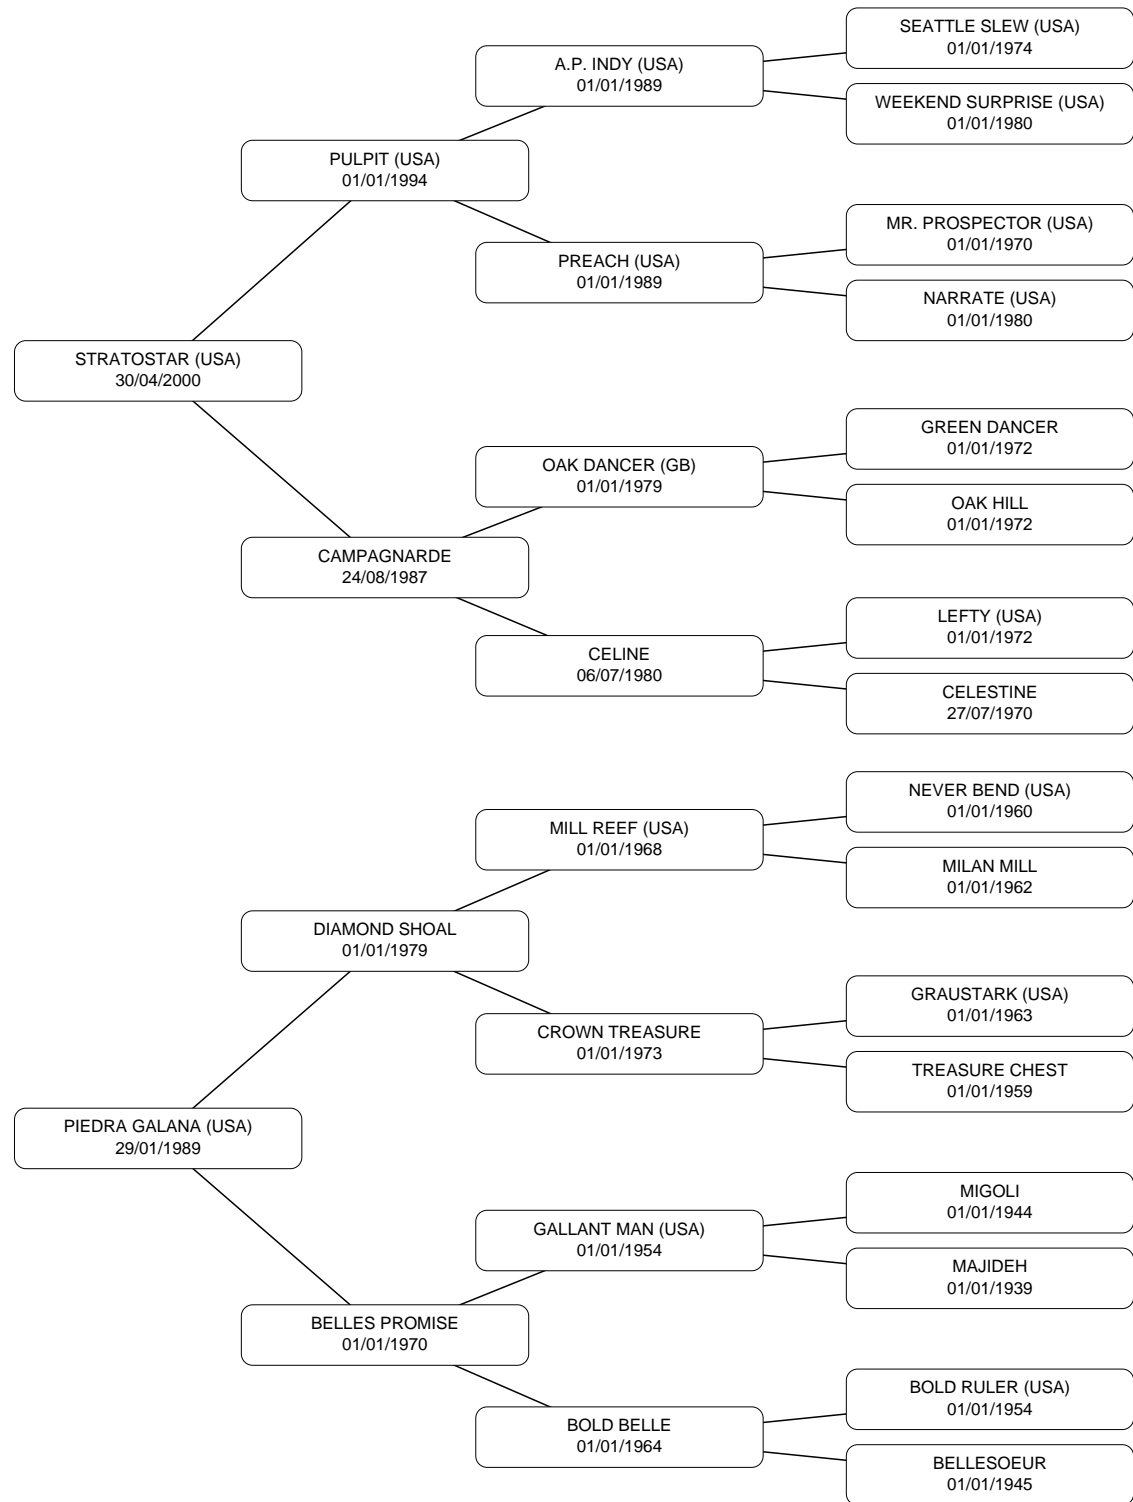 SEATTLE SLEW (USA)
01/01/1974
A.P. INDY (USA)
01/01/1989
WEEKEND SURPRISE (USA)
01/01/1980
PULPIT (USA)
01/01/1994
MR. PROSPECTOR (USA)
01/01/1970
PREACH (USA)
01/01/1989
NARRATE (USA)
01/01/1980
STRATOSTAR (USA)
30/04/2000
GREEN DANCER
01/01/1972
OAK DANCER (GB)
01/01/1979
OAK HILL
01/01/1972
CAMPAGNARDE
24/08/1987
LEFTY (USA)
01/01/1972
CELINE
06/07/1980
CELESTINE
27/07/1970
NEVER BEND (USA)
01/01/1960
MILL REEF (USA)
01/01/1968
MILAN MILL
01/01/1962
DIAMOND SHOAL
01/01/1979
GRAUSTARK (USA)
01/01/1963
CROWN TREASURE
01/01/1973
TREASURE CHEST
01/01/1959
PIEDRA GALANA (USA)
29/01/1989
MIGOLI
01/01/1944
GALLANT MAN (USA)
01/01/1954
MAJIDEH
01/01/1939
BELLES PROMISE
01/01/1970
BOLD RULER (USA)
01/01/1954
BOLD BELLE
01/01/1964
BELLESOEUR
01/01/1945